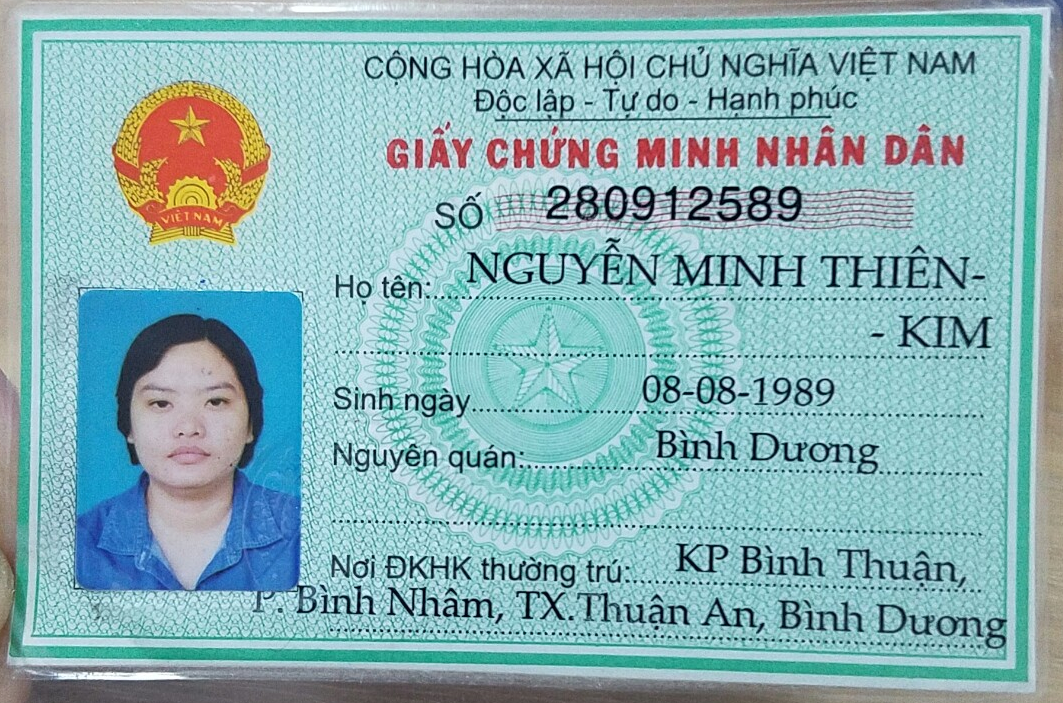 CỘNG HÒA XÃ HỘI CHỦ NGHĨA VIỆT NAM
Độc lập - Tự do - Hạnh phúc
GIẤY CHỨNG MINH NHÂN DÂN
SỐ 280912589
VIỆT NAM
Họ tên: NGUYỄN MINH THIÊN-
- KIM
Sinh ngày 08-08-1989
Nguyên quán: Bình Dương
Nơi ĐKHK thường trú: KP Bình Thuận,
P. Bình Nhâm, TX.Thuận An, Bình Dương